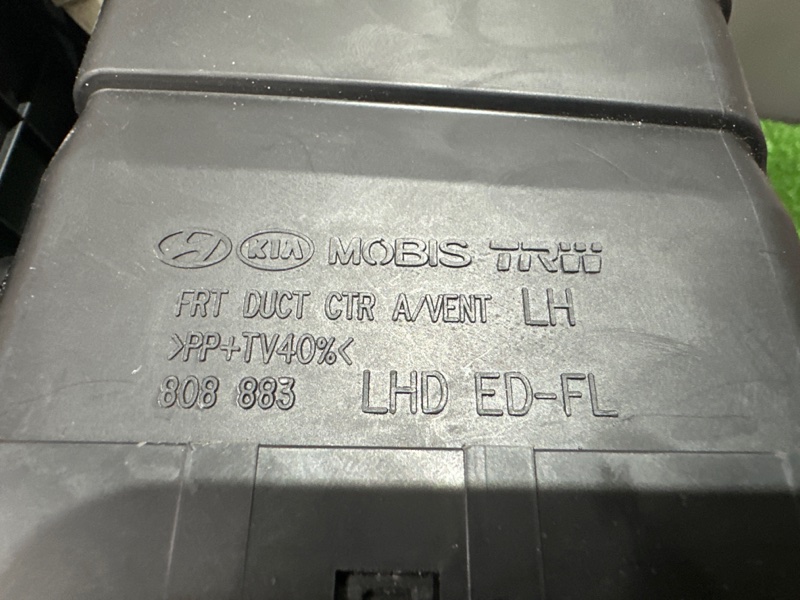 KIA MOBIS TRW
FRT DUCT CTR A/VENT LH
>PP+TV40%<
808 883 LHD ED-FL